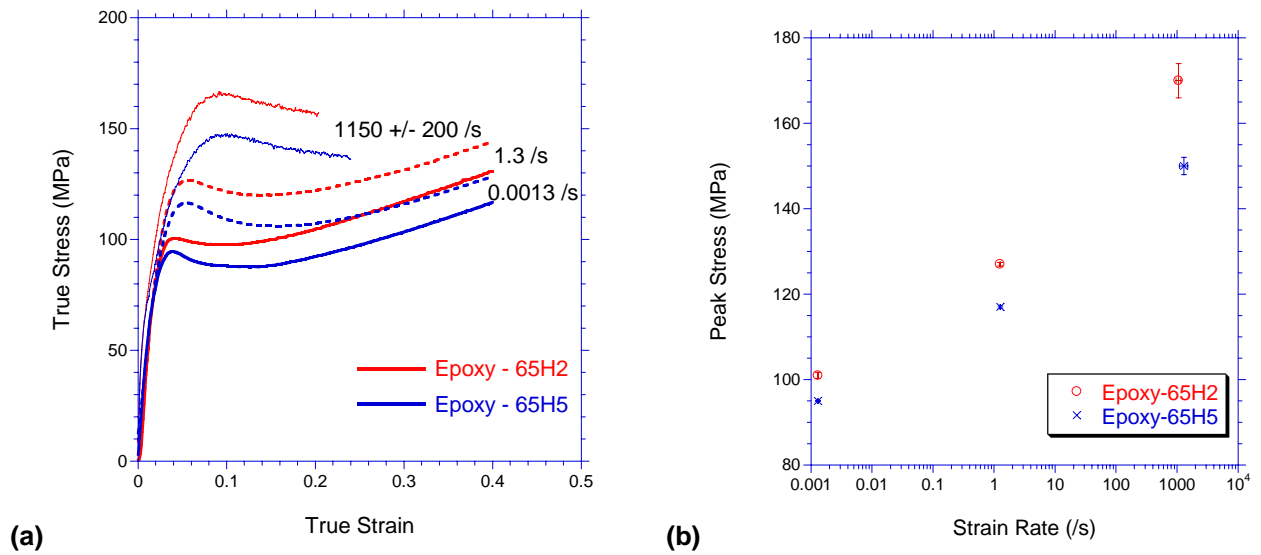 200
150
100
50
0
True Stress (MPa)
1150 +/- 200 /s
1.3 /s
0.0013 /s
Epoxy - 65H2
Epoxy - 65H5
0 0.1 0.2 0.3 0.4 0.5
True Strain
(a)
180
160
140
120
100
80
Peak Stress (MPa)
Epoxy-65H2
Epoxy-65H5
0.001 0.01 0.1 1 10 100 1000 10⁴
Strain Rate (/s)
(b)